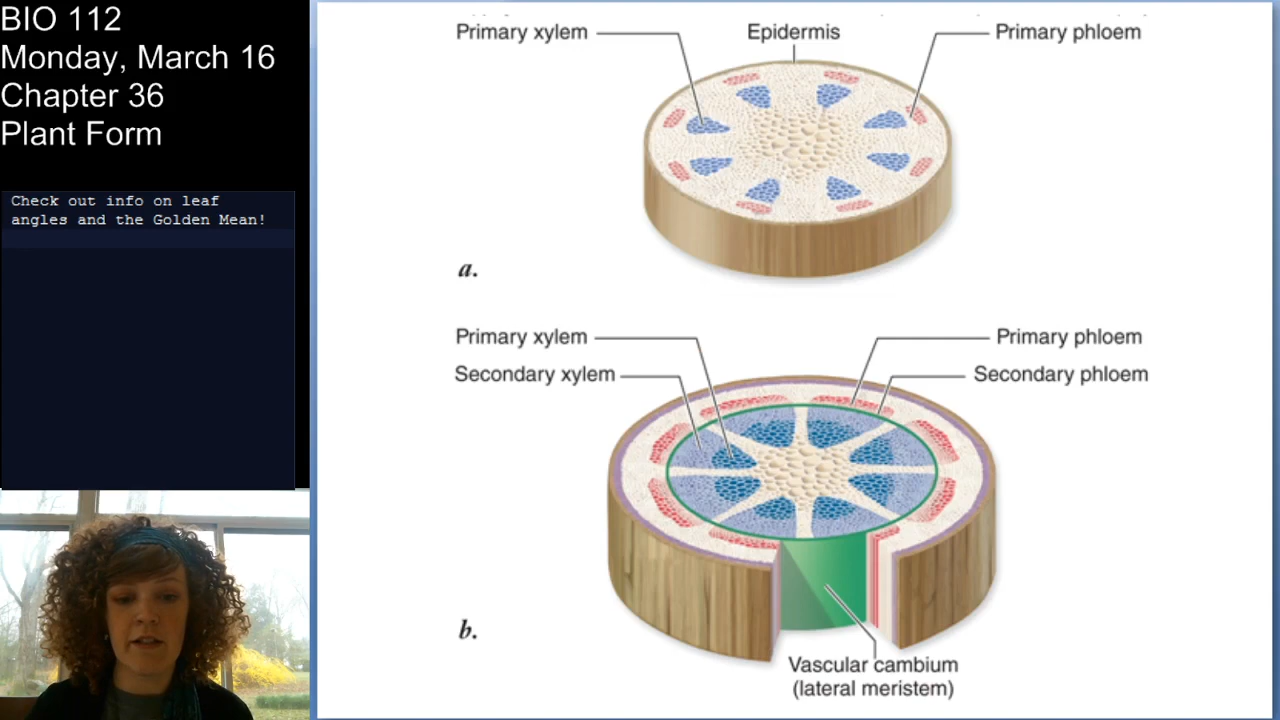 BIO 112
Monday, March 16
Chapter 36
Plant Form
Check out info on leaf
angles and the Golden Mean!
Primary xylem
Epidermis
Primary phloem
a.
Primary xylem
Primary phloem
Secondary xylem
Secondary phloem
b.
Vascular cambium
(lateral meristem)